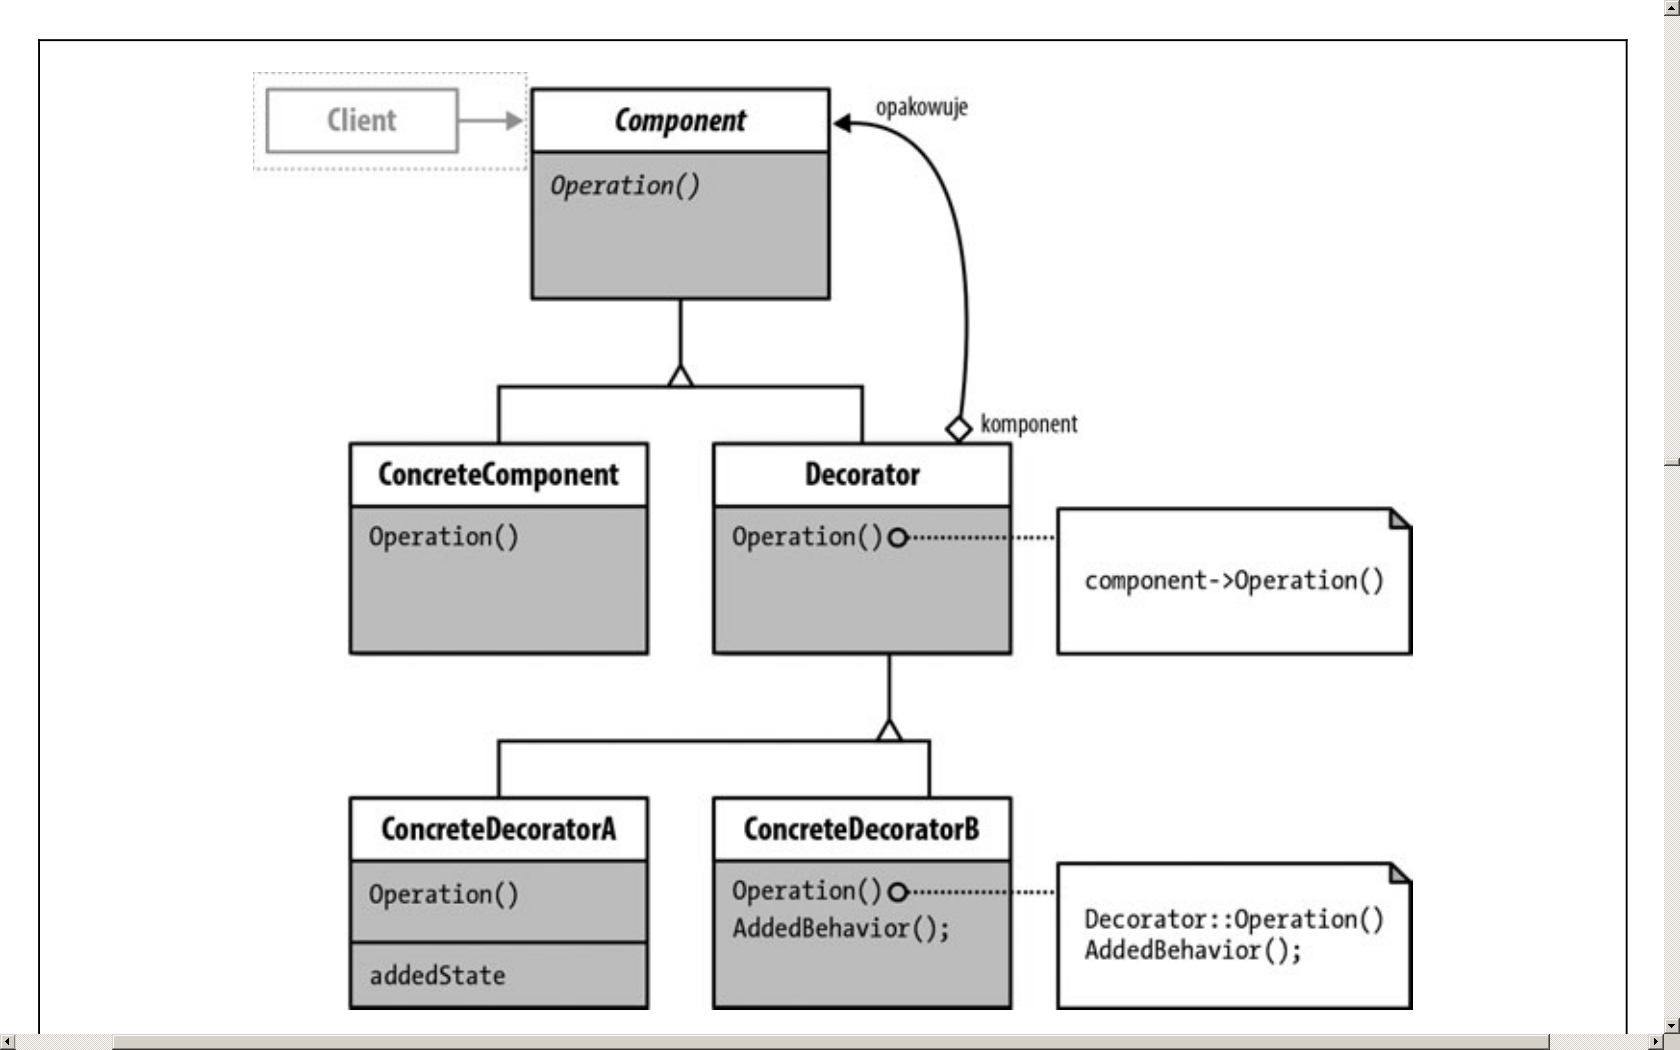 Client
Component
opakowuje
Operation()
komponent
ConcreteComponent
Decorator
Operation()
Operation()
component->Operation()
ConcreteDecoratorA
ConcreteDecoratorB
Operation()
Operation()
AddedBehavior();
Decorator::Operation()
AddedBehavior();
addedState